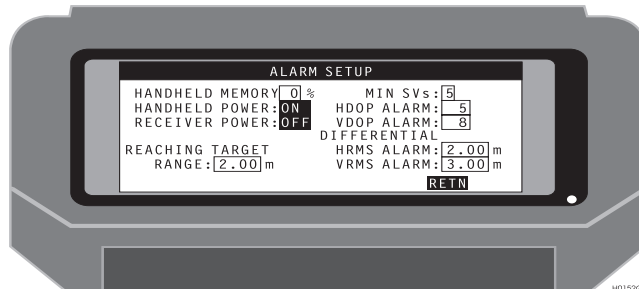 ALARM SETUP
HANDHELD MEMORY 0 % MIN SVs: 5
HANDHELD POWER: ON HDOP ALARM: 5
RECEIVER POWER: OFF VDOP ALARM: 8
DIFFERENTIAL
REACHING TARGET HRMS ALARM: 2.00 m
RANGE: 2.00 m VRMS ALARM: 3.00 m
RETN